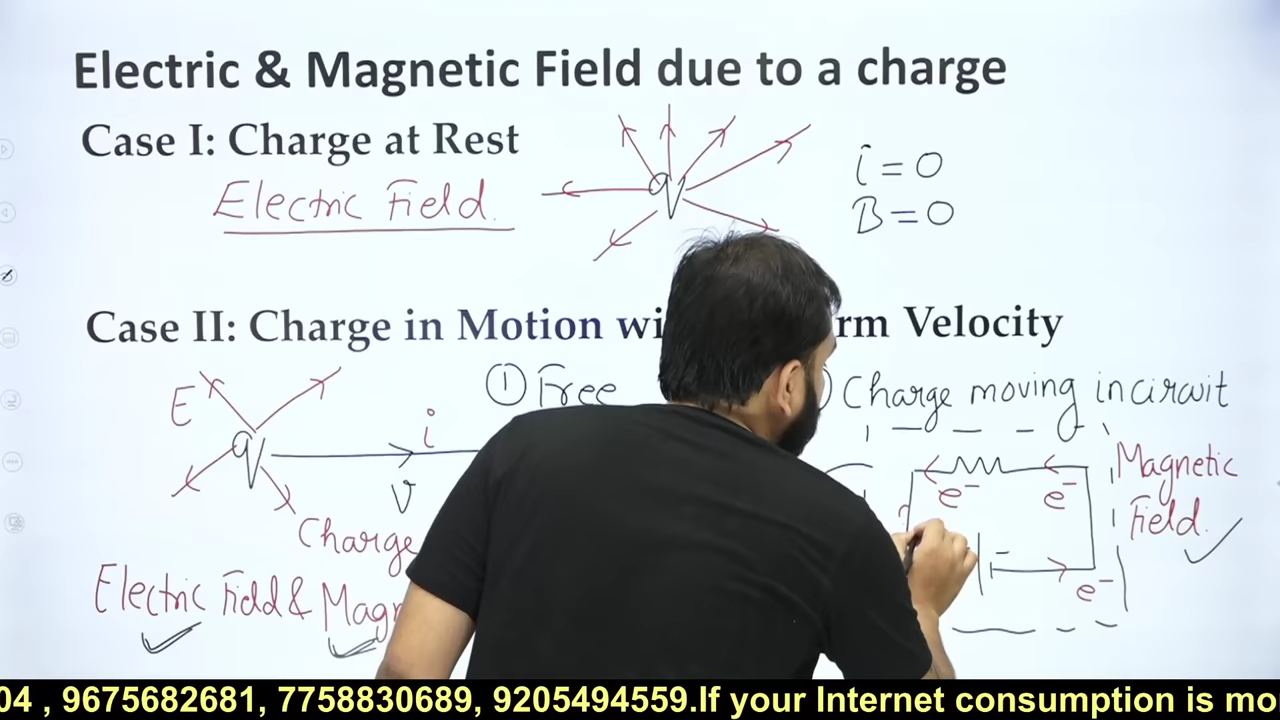 Electric & Magnetic Field due to a charge
Case I: Charge at Rest
Electric Field.
q
i = 0
B = 0
Case II: Charge in Motion wi rm Velocity
① Free
Charge moving in circuit
E
q
i
v
e⁻ e⁻
e⁻
Magnetic
Field.
Charge
Electric Field & Magn
04 , 9675682681, 7758830689, 9205494559.If your Internet consumption is mo